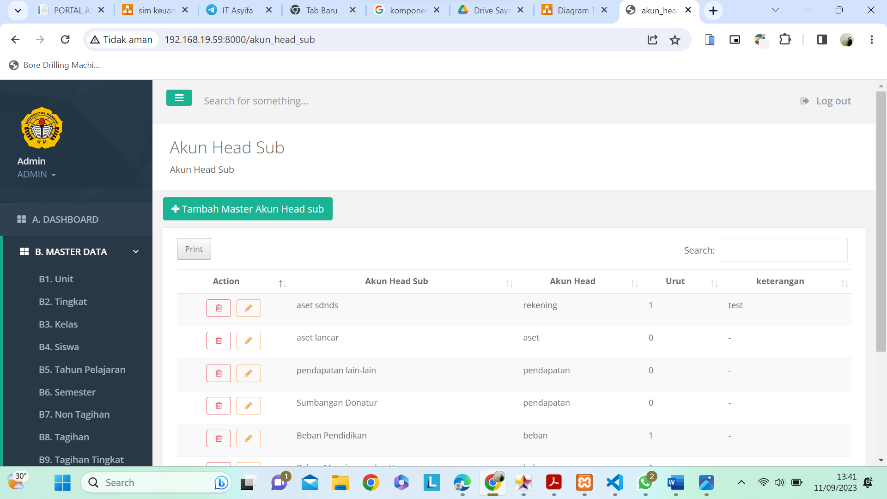 PORTAL A
sim keuan
IT Asyifa
Tab Baru
kompone
Drive Saya
Diagram T
akun_hea
Tidak aman
192.168.19.59:8000/akun_head_sub
Bore Drilling Machi...
Admin
ADMIN
A. DASHBOARD
B. MASTER DATA
B1. Unit
B2. Tingkat
B3. Kelas
B4. Siswa
B5. Tahun Pelajaran
B6. Semester
B7. Non Tagihan
B8. Tagihan
B9. Tagihan Tingkat
Search for something...
Log out
Akun Head Sub
Akun Head Sub
Tambah Master Akun Head sub
Print
Search:
Action Akun Head Sub Akun Head Urut keterangan
aset sdnds rekening 1 test
aset lancar aset 0 -
pendapatan lain-lain pendapatan 0 -
Sumbangan Donatur pendapatan 0 -
Beban Pendidikan beban 1 -
30°
Search
1
2
13:41
11/09/2023